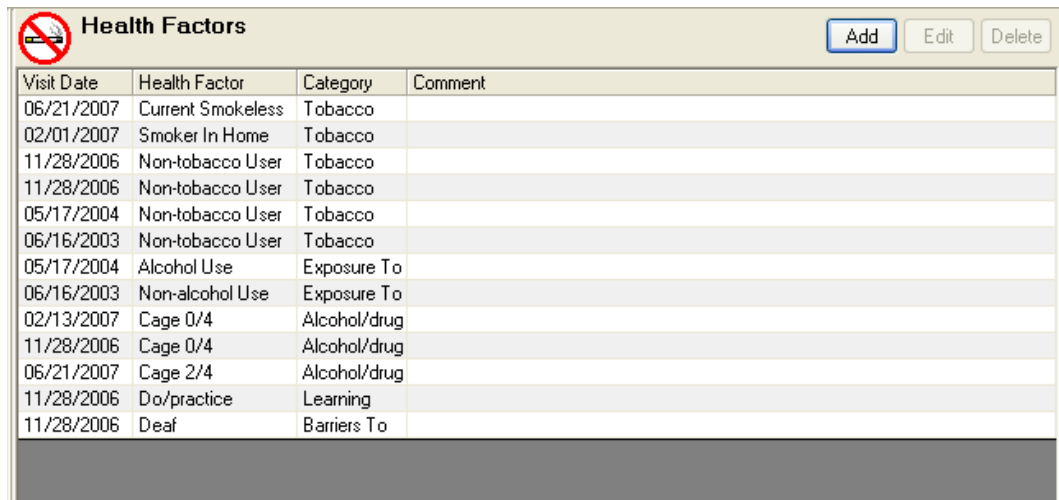 Health Factors
Add Edit Delete
Visit Date Health Factor Category Comment
06/21/2007 Current Smokeless Tobacco
02/01/2007 Smoker In Home Tobacco
11/28/2006 Non-tobacco User Tobacco
11/28/2006 Non-tobacco User Tobacco
05/17/2004 Non-tobacco User Tobacco
06/16/2003 Non-tobacco User Tobacco
05/17/2004 Alcohol Use Exposure To
06/16/2003 Non-alcohol Use Exposure To
02/13/2007 Cage 0/4 Alcohol/drug
11/28/2006 Cage 0/4 Alcohol/drug
06/21/2007 Cage 2/4 Alcohol/drug
11/28/2006 Do/practice Learning
11/28/2006 Deaf Barriers To